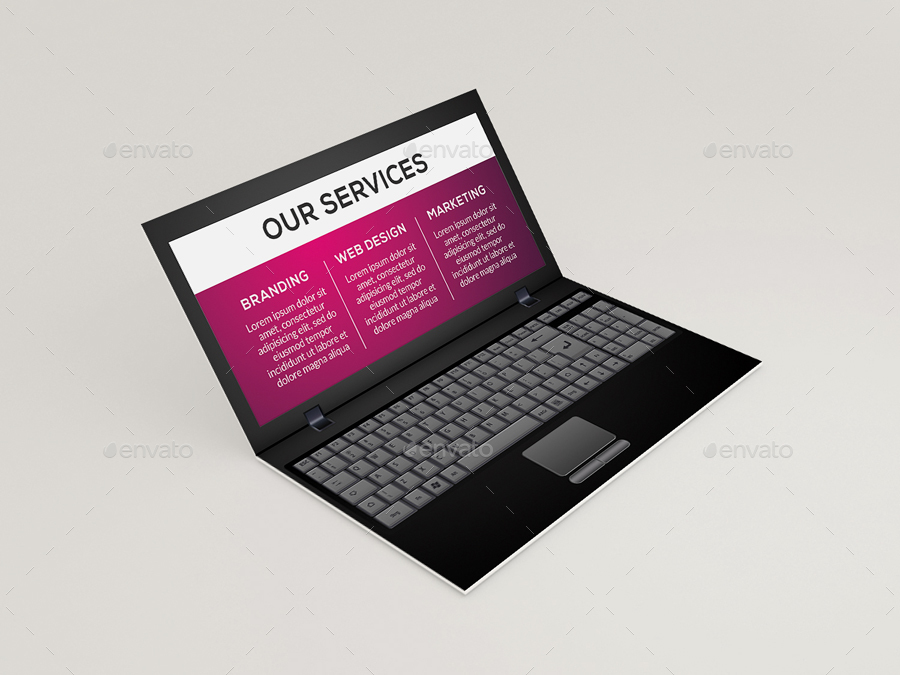 OUR SERVICES
BRANDING
Lorem ipsum dolor sit
amet, consectetur
adipisicing elit, sed
eiusmod tempor
incididunt ut labore et
dolore magna aliqua
WEB DESIGN
Lorem ipsum dolor sit
amet, consectetur
adipisicing elit, sed
eiusmod tempor
incididunt ut labore et
dolore magna aliqua
MARKETING
Lorem ipsum dolor sit
amet, consectetur
adipisicing elit, sed
eiusmod tempor
incididunt ut labore et
dolore magna aliqua
envato
envato
envato
envato
envato
envato